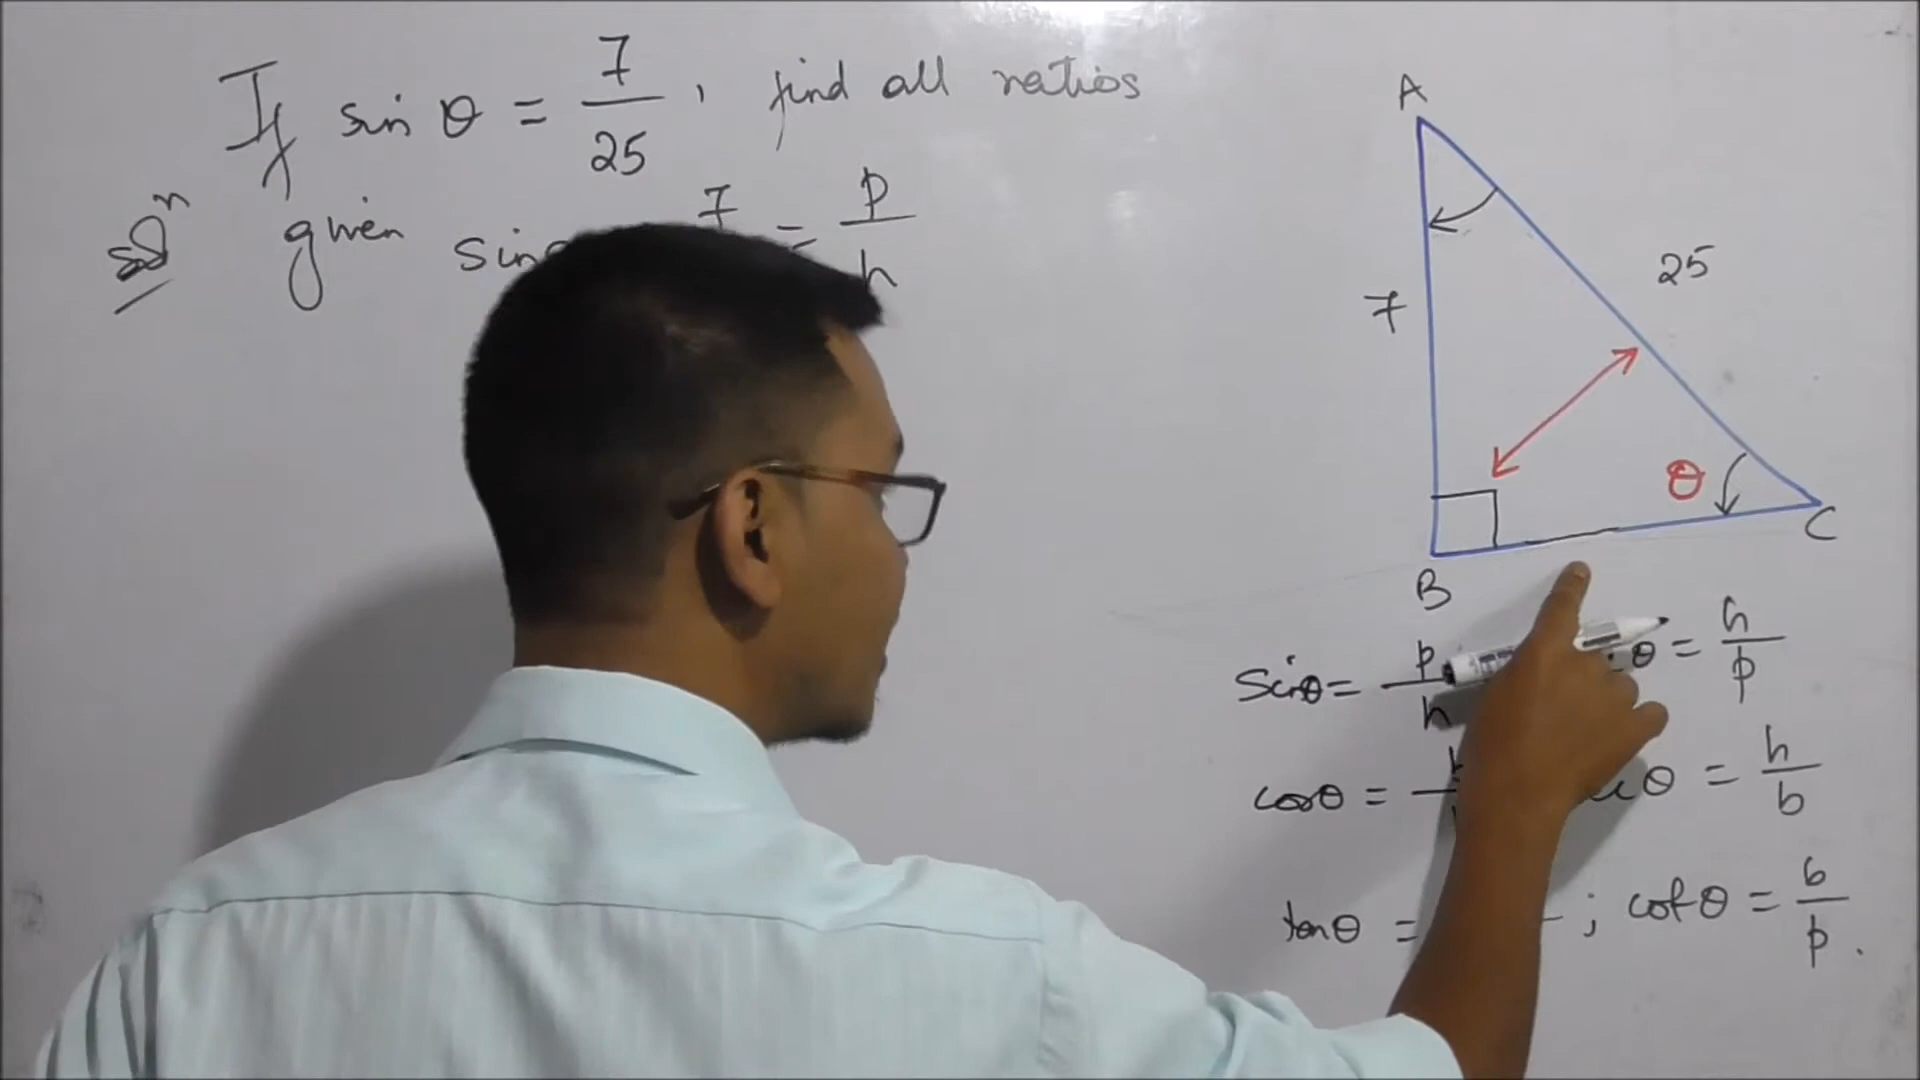 If sin θ = 7/25, find all ratios
Solⁿ given sin 7 = p/h
A
7
25
θ
B
C
sinθ = p/h θ = h/p
cosθ = θ = h/b
tanθ = ; cotθ = b/p.